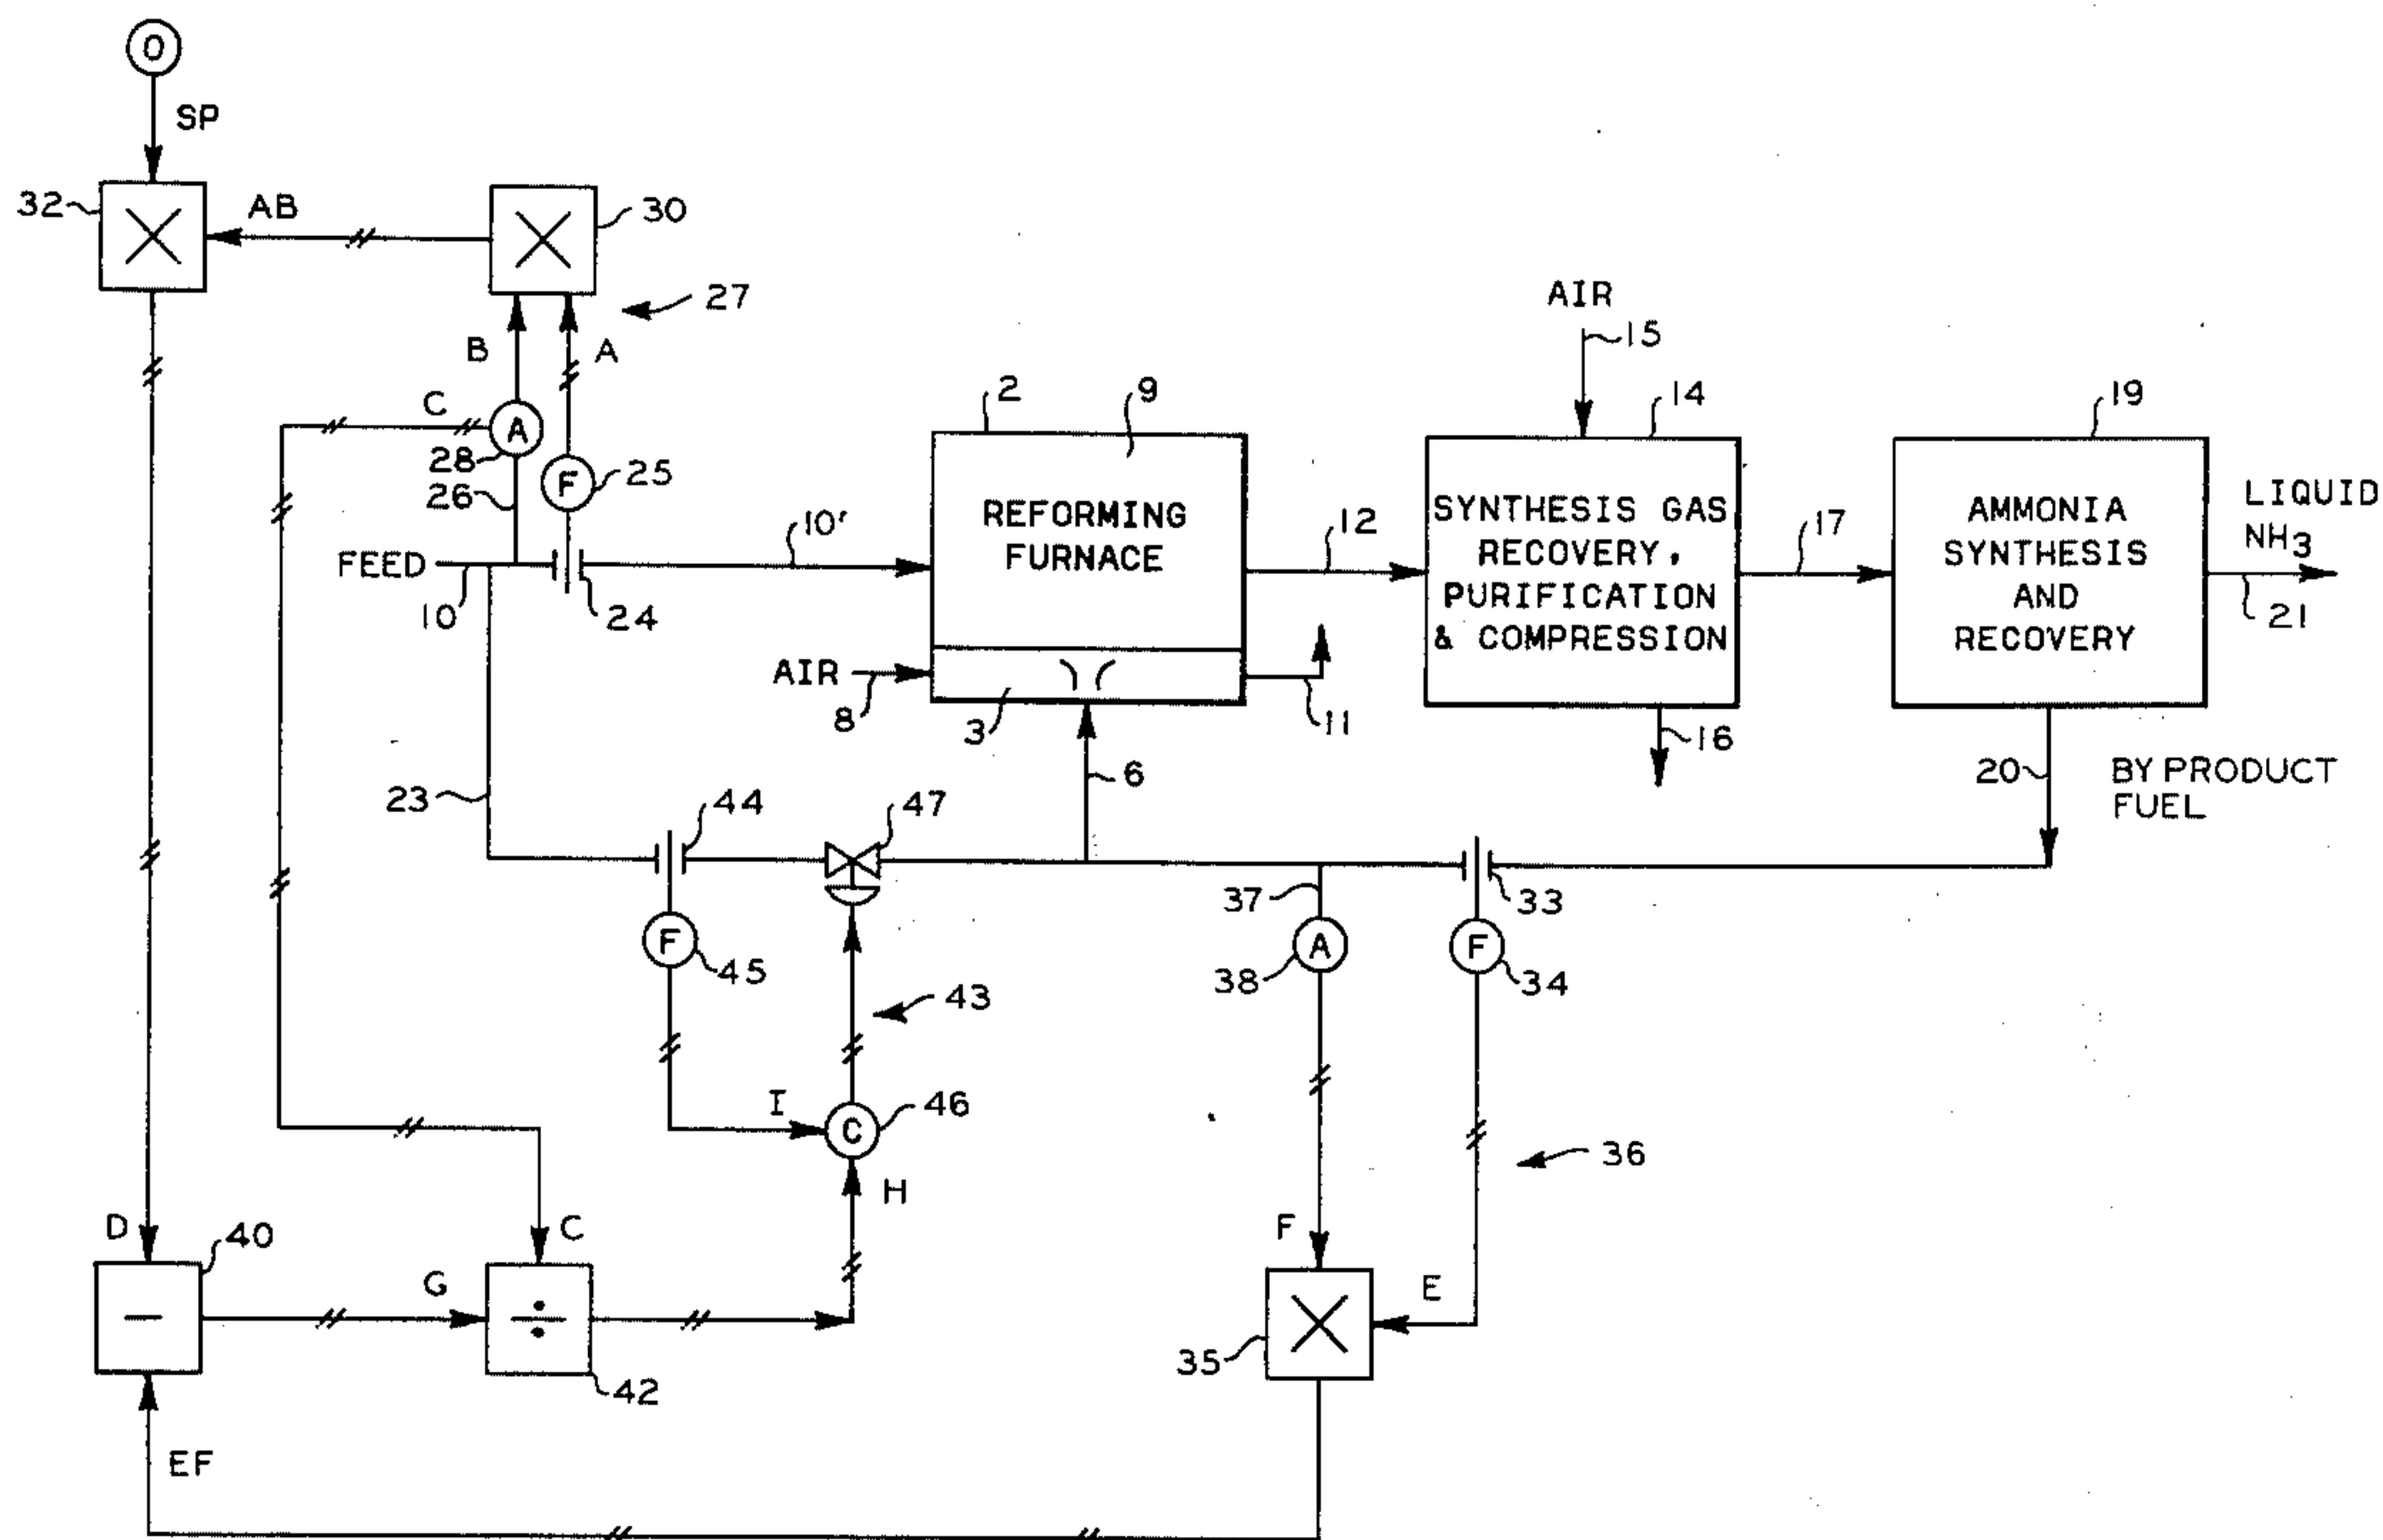 O
SP
32
AB
30
27
B
A
C
A
28
26
F
25
FEED
10
24
10'
2
9
REFORMING
FURNACE
AIR
8
3
11
6
12
AIR
15
14
SYNTHESIS GAS
RECOVERY,
PURIFICATION
& COMPRESSION
16
17
19
AMMONIA
SYNTHESIS
AND
RECOVERY
LIQUID
NH3
21
20
BY PRODUCT
FUEL
23
44
47
F
45
43
I
C
46
H
37
A
38
33
F
34
36
F
E
35
D
40
G
C
42
EF